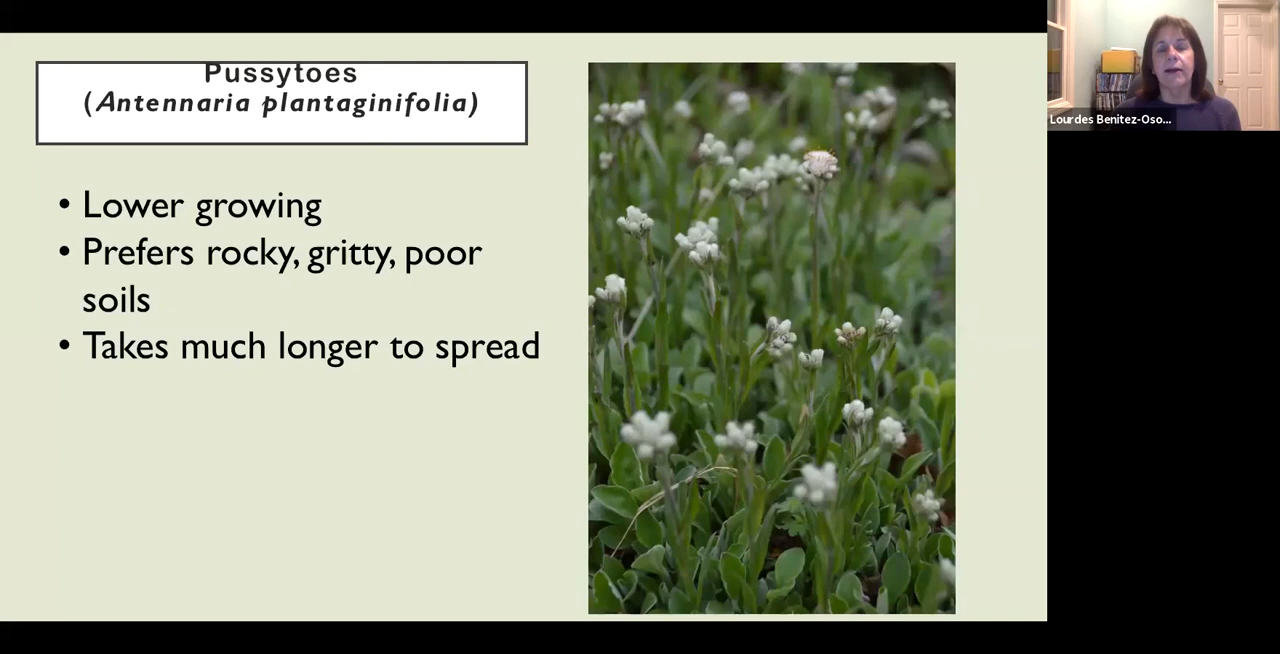 Pussytoes
(Antennaria plantaginifolia)
• Lower growing
• Prefers rocky, gritty, poor
soils
• Takes much longer to spread
Lourdes Benitez-Oso...